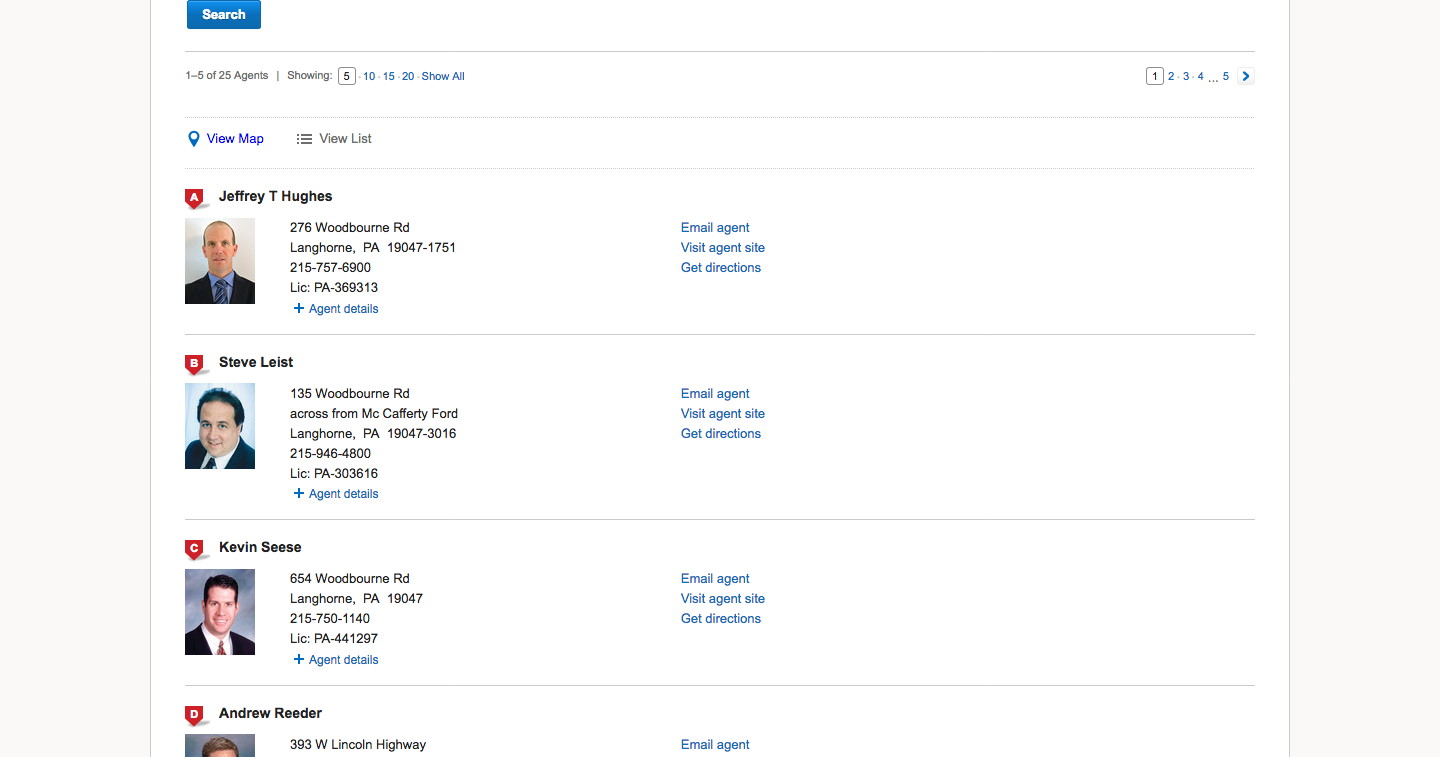 Search
1–5 of 25 Agents | Showing: 5 · 10 · 15 · 20 · Show All
1 2 · 3 · 4 ... 5
View Map View List
A Jeffrey T Hughes
276 Woodbourne Rd
Langhorne, PA 19047-1751
215-757-6900
Lic: PA-369313
+ Agent details
Email agent
Visit agent site
Get directions
B Steve Leist
135 Woodbourne Rd
across from Mc Cafferty Ford
Langhorne, PA 19047-3016
215-946-4800
Lic: PA-303616
+ Agent details
Email agent
Visit agent site
Get directions
C Kevin Seese
654 Woodbourne Rd
Langhorne, PA 19047
215-750-1140
Lic: PA-441297
+ Agent details
Email agent
Visit agent site
Get directions
D Andrew Reeder
393 W Lincoln Highway
Email agent